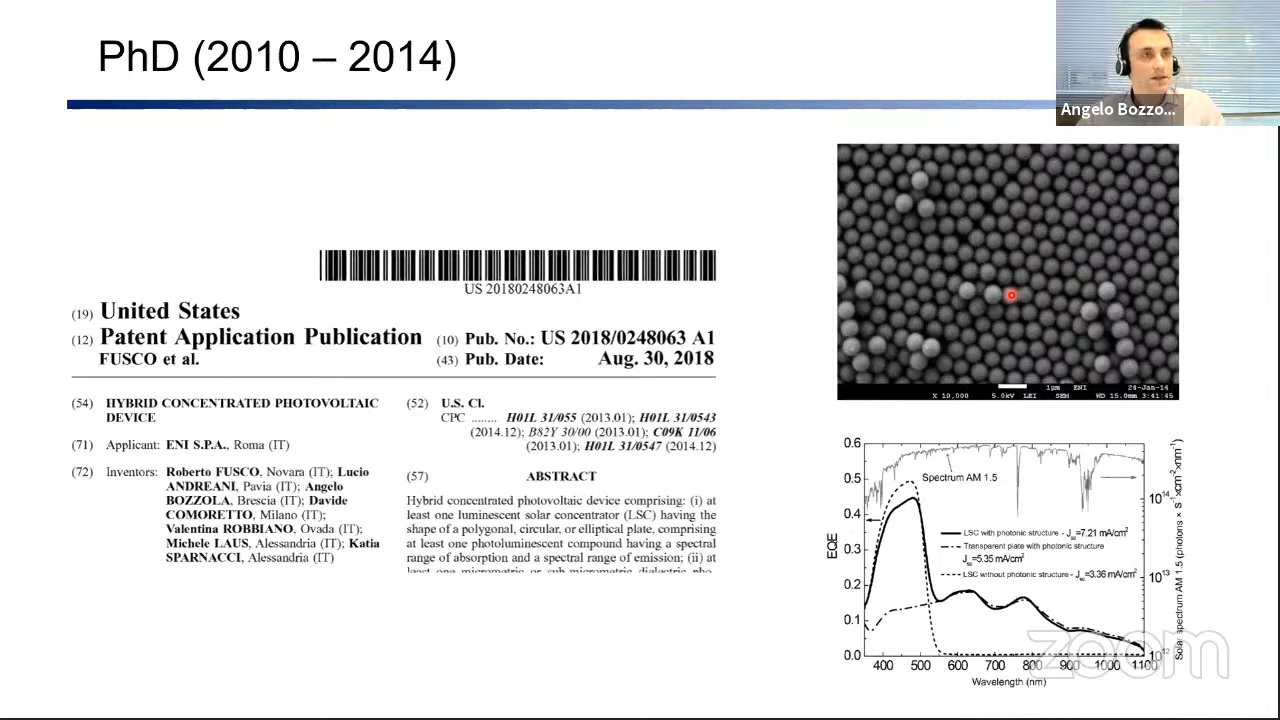 PhD (2010 – 2014)
Angelo Bozzo...
US 20180248063A1
(19) United States
(12) Patent Application Publication
FUSCO et al.
(10) Pub. No.: US 2018/0248063 A1
(43) Pub. Date: Aug. 30, 2018
(54) HYBRID CONCENTRATED PHOTOVOLTAIC
DEVICE
(71) Applicant: ENI S.P.A., Roma (IT)
(72) Inventors: Roberto FUSCO, Novara (IT); Lucio
ANDREANI, Pavia (IT); Angelo
BOZZOLA, Brescia (IT); Davide
COMORETTO, Milano (IT);
Valentina ROBBIANO, Ovada (IT);
Michele LAUS, Alessandria (IT); Katia
SPARNACCI, Alessandria (IT)
(52) U.S. Cl.
CPC ........ H01L 31/055 (2013.01); H01L 31/0543
(2014.12); B82Y 30/00 (2013.01); C09K 11/06
(2013.01); H01L 31/0547 (2014.12)
(57) ABSTRACT
Hybrid concentrated photovoltaic device comprising: (i) at
least one luminescent solar concentrator (LSC) having the
shape of a polygonal, circular, or elliptical plate, comprising
at least one photoluminescent compound having a spectral
range of absorption and a spectral range of emission; (ii) at
least one micrometric or sub-micrometric dielectric pho-
1μm ENI 24-Jan-14
X 10,000 5.0kV LEI SEM WD 15.0mm 3:41:45
0.6
0.5
0.4
0.3
0.2
0.1
0.0
EQE
Spectrum AM 1.5
LSC with photonic structure - Jsc=7.21 mA/cm²
Transparent plate with photonic structure
Jsc=5.35 mA/cm²
LSC without photonic structure - Jsc=3.36 mA/cm²
10¹⁴
10¹³
10¹²
Solar spectrum AM 1.5 (photons × s⁻¹×cm⁻²×nm⁻¹)
400 500 600 700 800 900 1000 1100
Wavelength (nm)
zoom